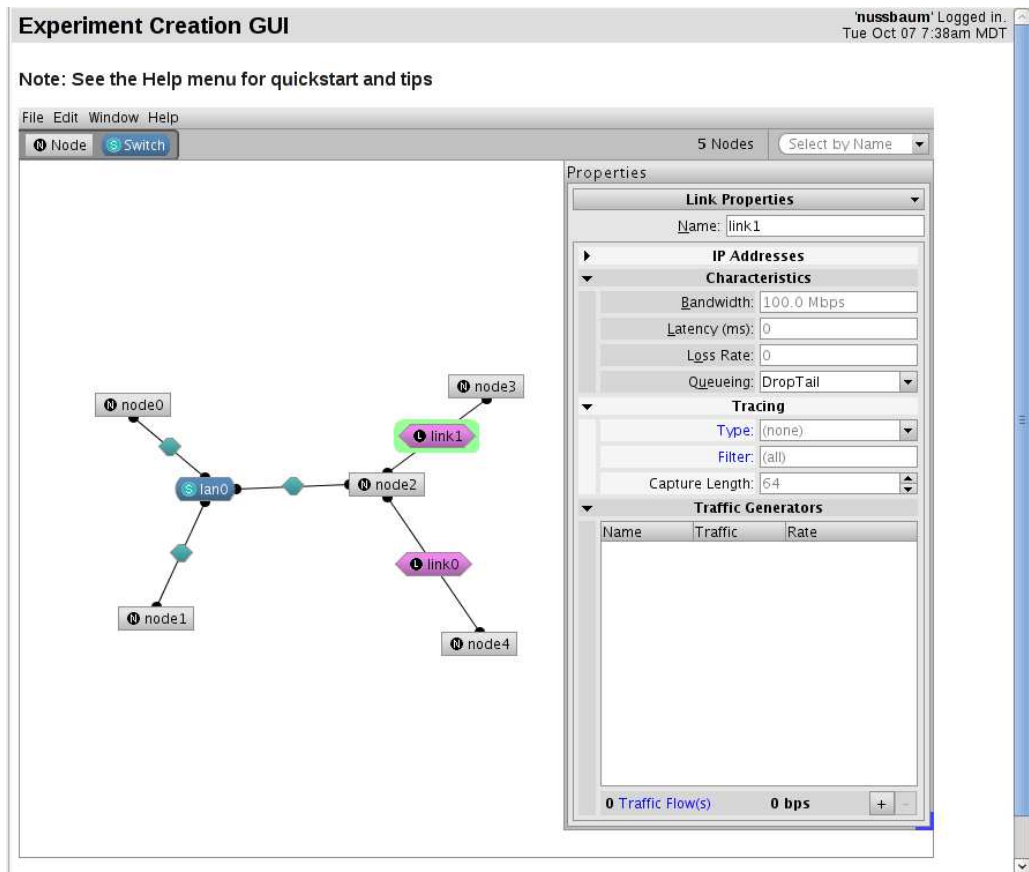 Experiment Creation GUI
'nussbaum' Logged in.
Tue Oct 07 7:38am MDT
Note: See the Help menu for quickstart and tips
File Edit Window Help
N Node S Switch 5 Nodes Select by Name
Properties
Link Properties
Name: link1
IP Addresses
Characteristics
Bandwidth: 100.0 Mbps
Latency (ms): 0
Loss Rate: 0
Queueing: DropTail
Tracing
Type: (none)
Filter: (all)
Capture Length: 64
Traffic Generators
Name Traffic Rate
0 Traffic Flow(s) 0 bps + -
N node3
N node0
L link1
S lan0
N node2
L link0
N node1
N node4